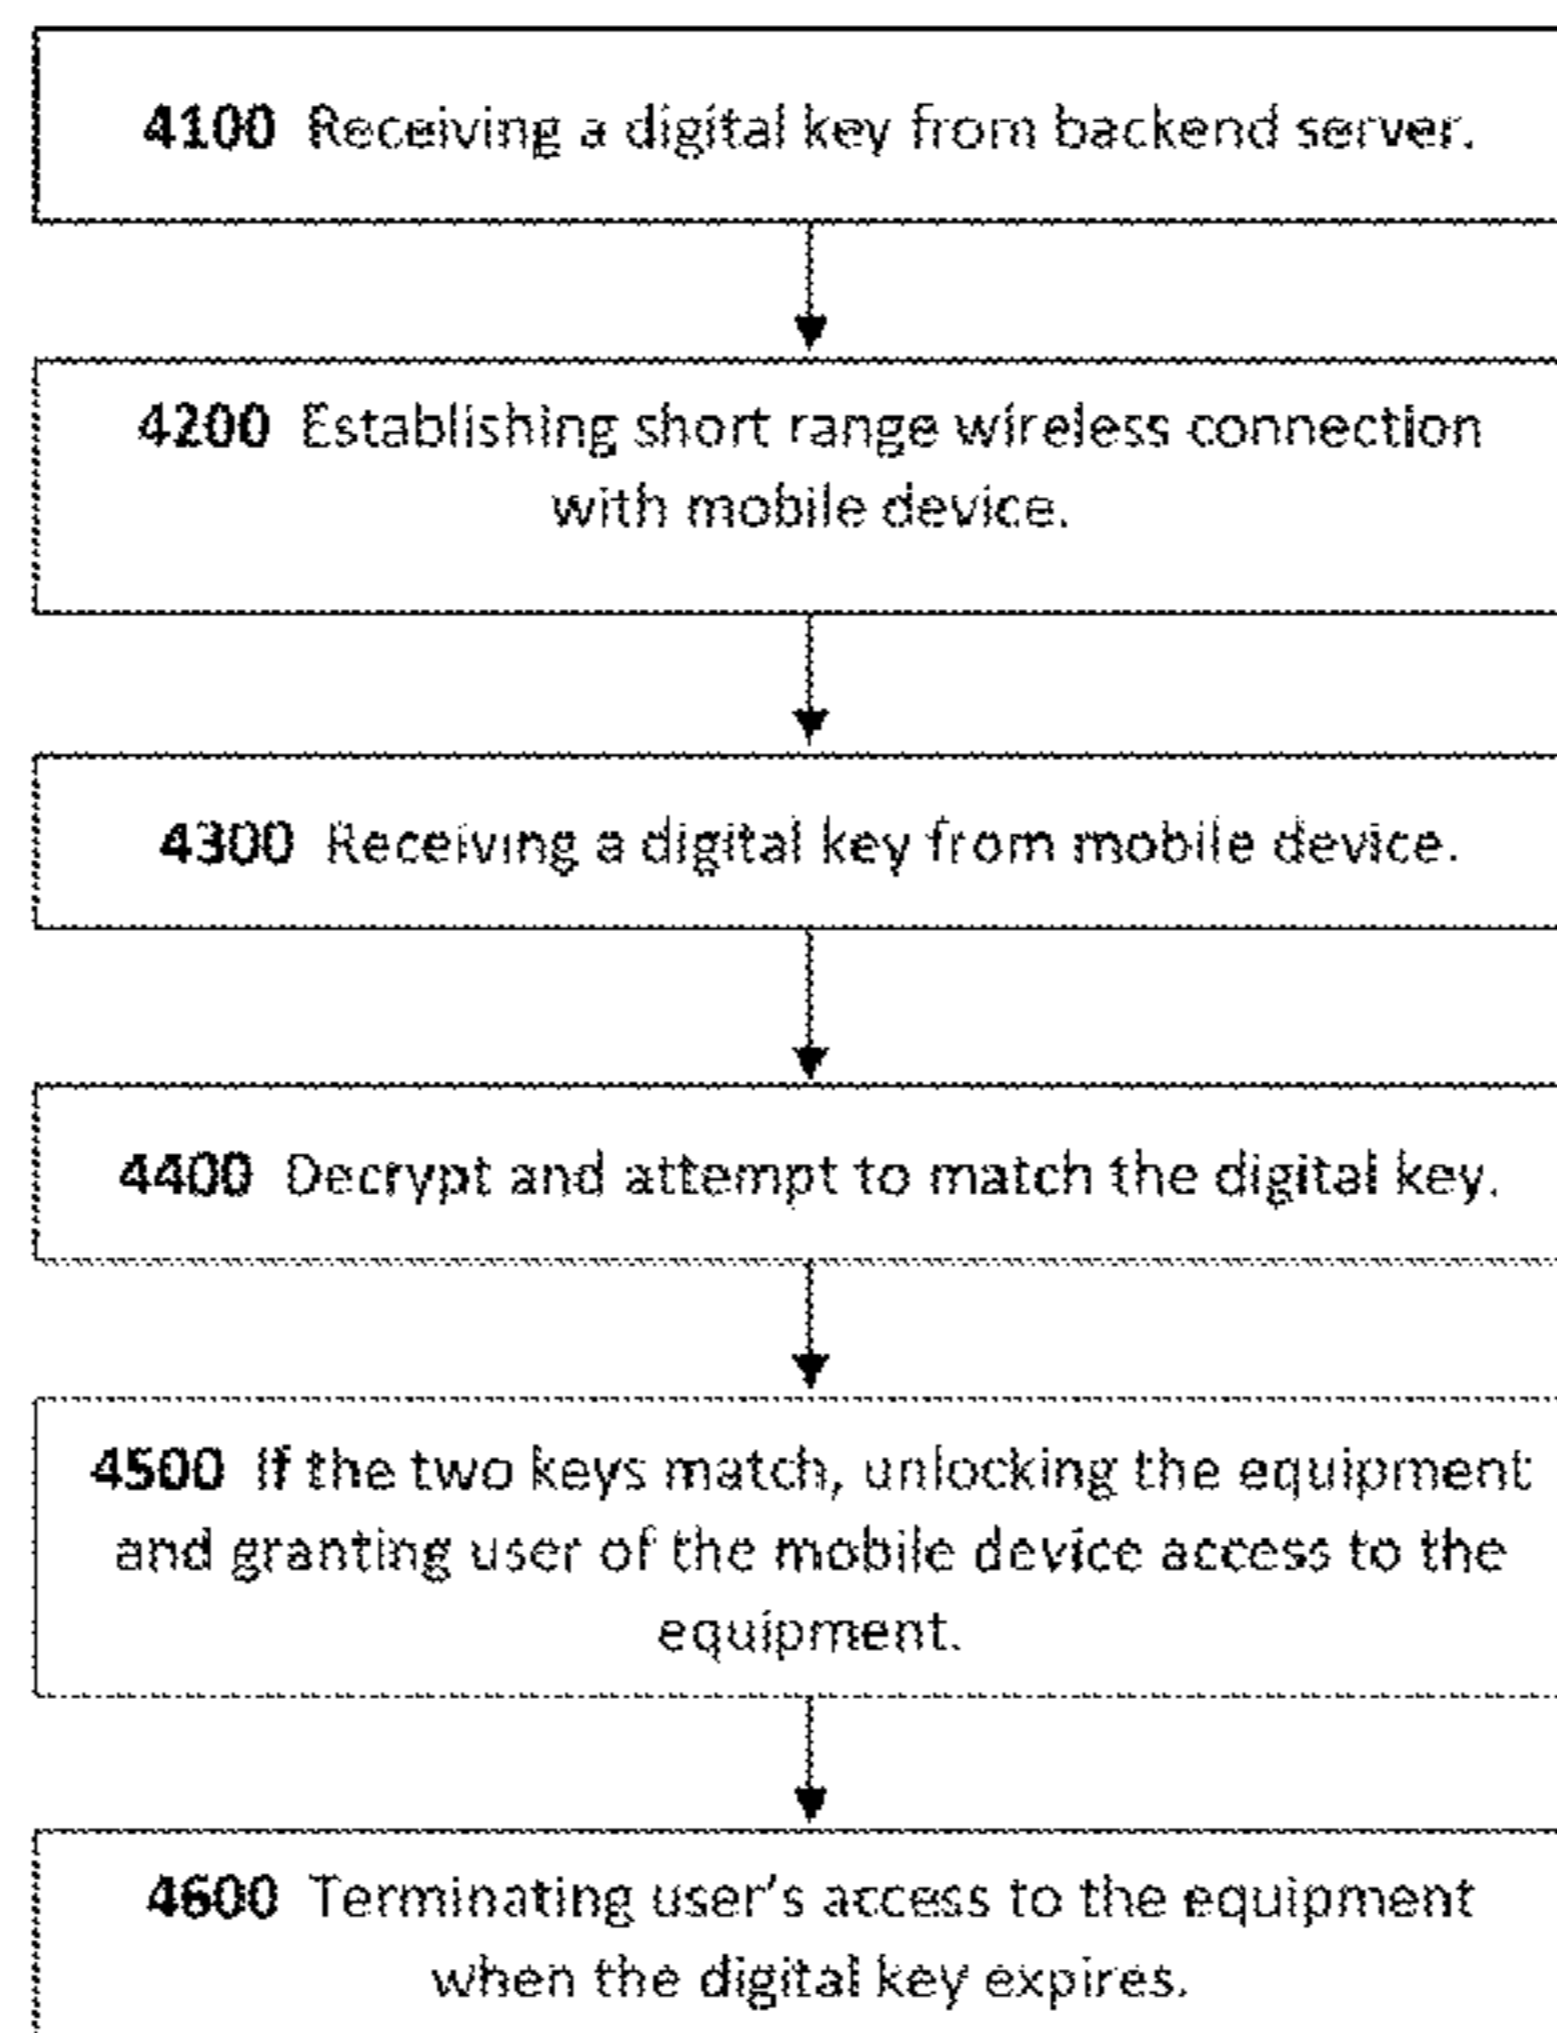 4100 Receiving a digital key from backend server.
4200 Establishing short range wireless connection
with mobile device.
4300 Receiving a digital key from mobile device.
4400 Decrypt and attempt to match the digital key.
4500 If the two keys match, unlocking the equipment
and granting user of the mobile device access to the
equipment.
4600 Terminating user's access to the equipment
when the digital key expires.